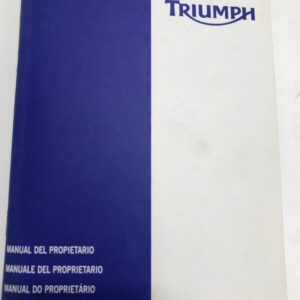 TRIUMPH
MANUAL DEL PROPIETARIO
MANUALE DEL PROPRIETARIO
MANUAL DO PROPRIETÁRIO